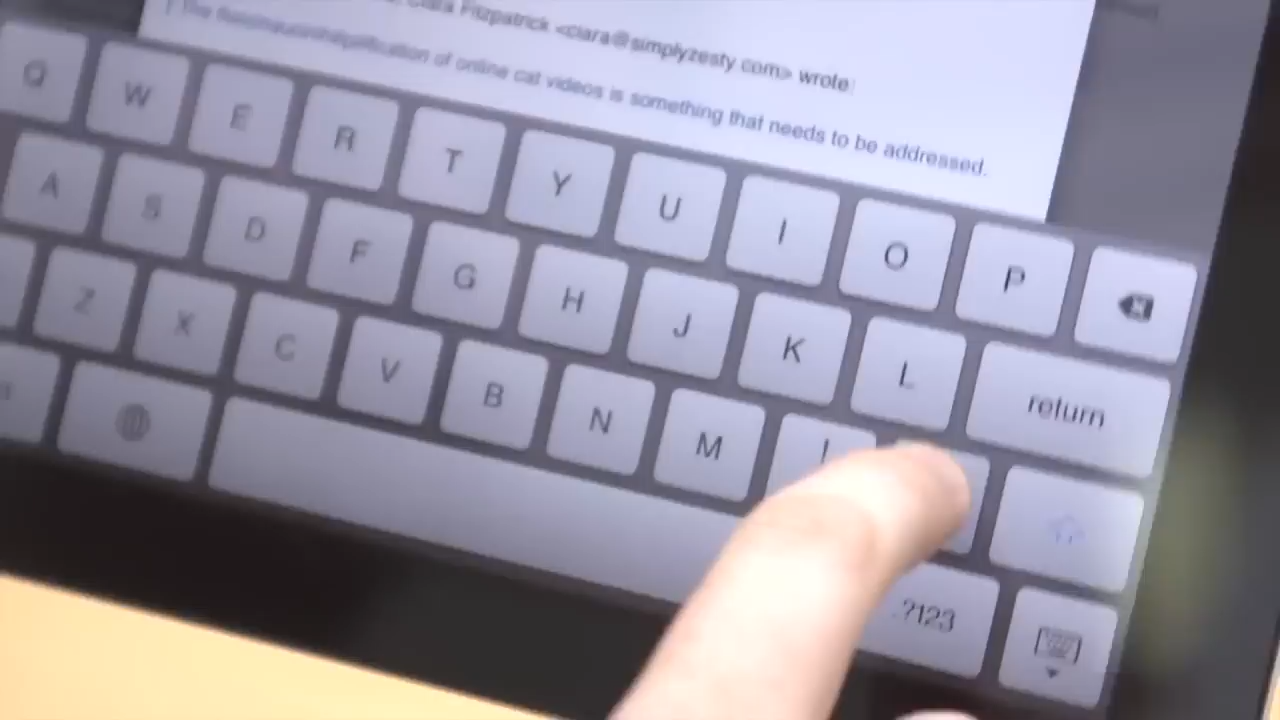 Clara Fitzpatrick <clara@simplyzesty.com> wrote:
of online cat videos is something that needs to be addressed.
Q W E R T Y U I O P
A S D F G H J K L return
Z X C V B N M !
.?123